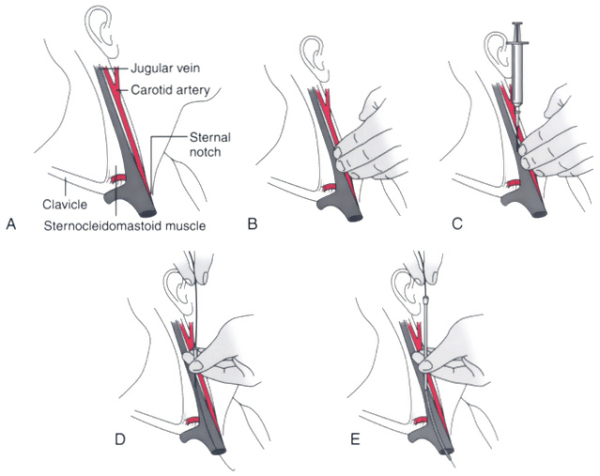 Jugular vein
Carotid artery
Sternal
notch
Clavicle
Sternocleidomastoid muscle
A
B
C
D
E